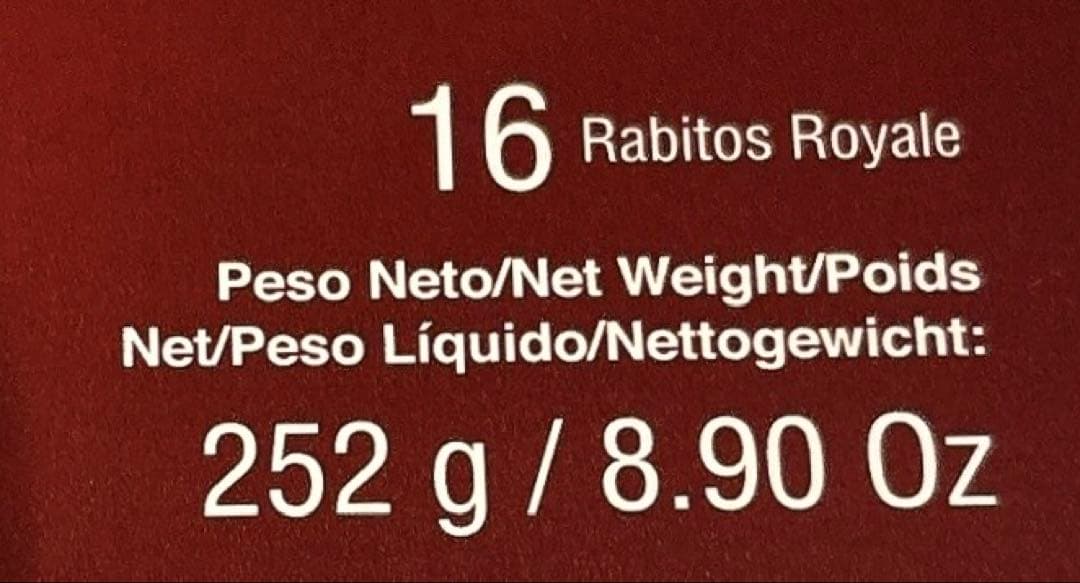 16 Rabitos Royale
Peso Neto/Net Weight/Poids
Net/Peso Líquido/Nettogewicht:
252 g / 8.90 Oz